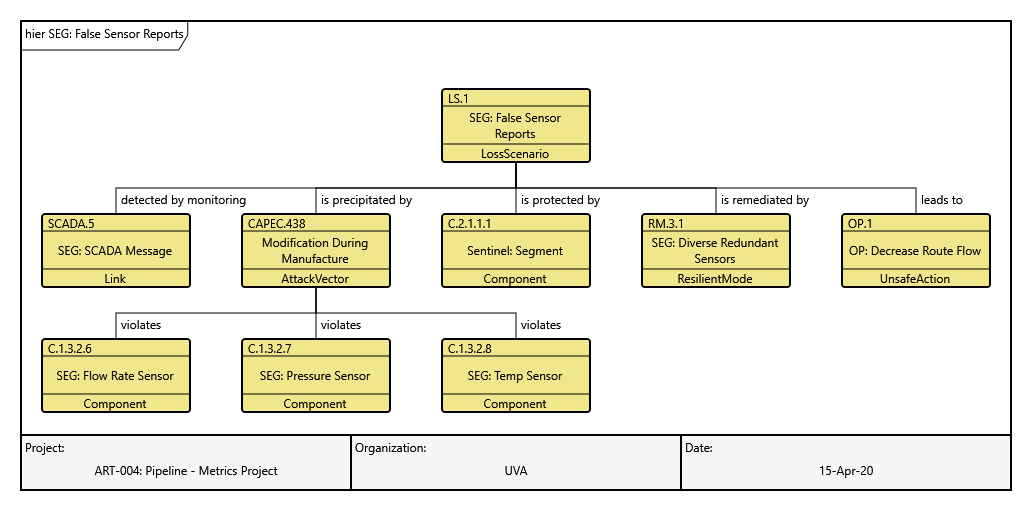 hier SEG: False Sensor Reports
LS.1
SEG: False Sensor
Reports
LossScenario
detected by monitoring
is precipitated by
is protected by
is remediated by
leads to
SCADA.5
SEG: SCADA Message
Link
CAPEC.438
Modification During
Manufacture
AttackVector
C.2.1.1.1
Sentinel: Segment
Component
RM.3.1
SEG: Diverse Redundant
Sensors
ResilientMode
OP.1
OP: Decrease Route Flow
UnsafeAction
violates
violates
violates
C.1.3.2.6
SEG: Flow Rate Sensor
Component
C.1.3.2.7
SEG: Pressure Sensor
Component
C.1.3.2.8
SEG: Temp Sensor
Component
Project:
ART-004: Pipeline - Metrics Project
Organization:
UVA
Date:
15-Apr-20